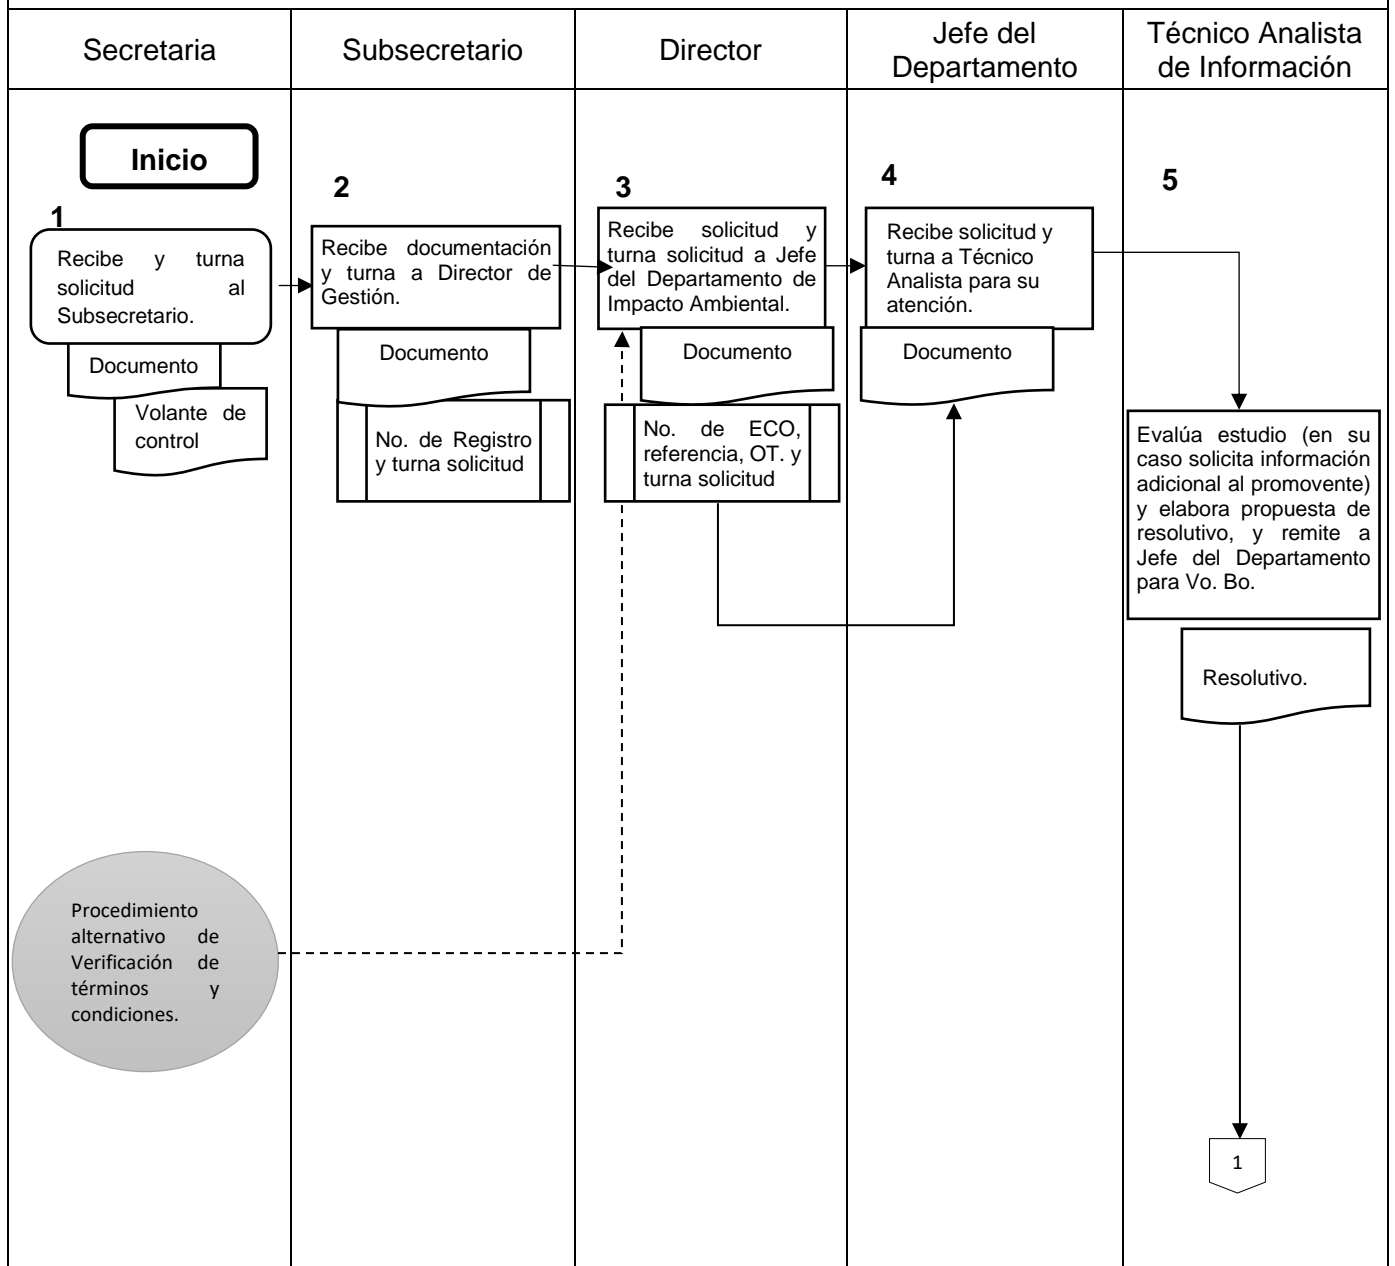 Secretaria
Subsecretario
Director
Jefe del
Departamento
Técnico Analista
de Información
Inicio
1
Recibe y turna
solicitud al
Subsecretario.
Documento
Volante de
control
2
Recibe documentación
y turna a Director de
Gestión.
Documento
No. de Registro
y turna solicitud
3
Recibe solicitud y
turna solicitud a Jefe
del Departamento de
Impacto Ambiental.
Documento
No. de ECO,
referencia, OT. y
turna solicitud
4
Recibe solicitud y
turna a Técnico
Analista para su
atención.
Documento
5
Evalúa estudio (en su
caso solicita información
adicional al promovente)
y elabora propuesta de
resolutivo, y remite a
Jefe del Departamento
para Vo. Bo.
Resolutivo.
Procedimiento
alternativo de
Verificación de
términos y
condiciones.
1